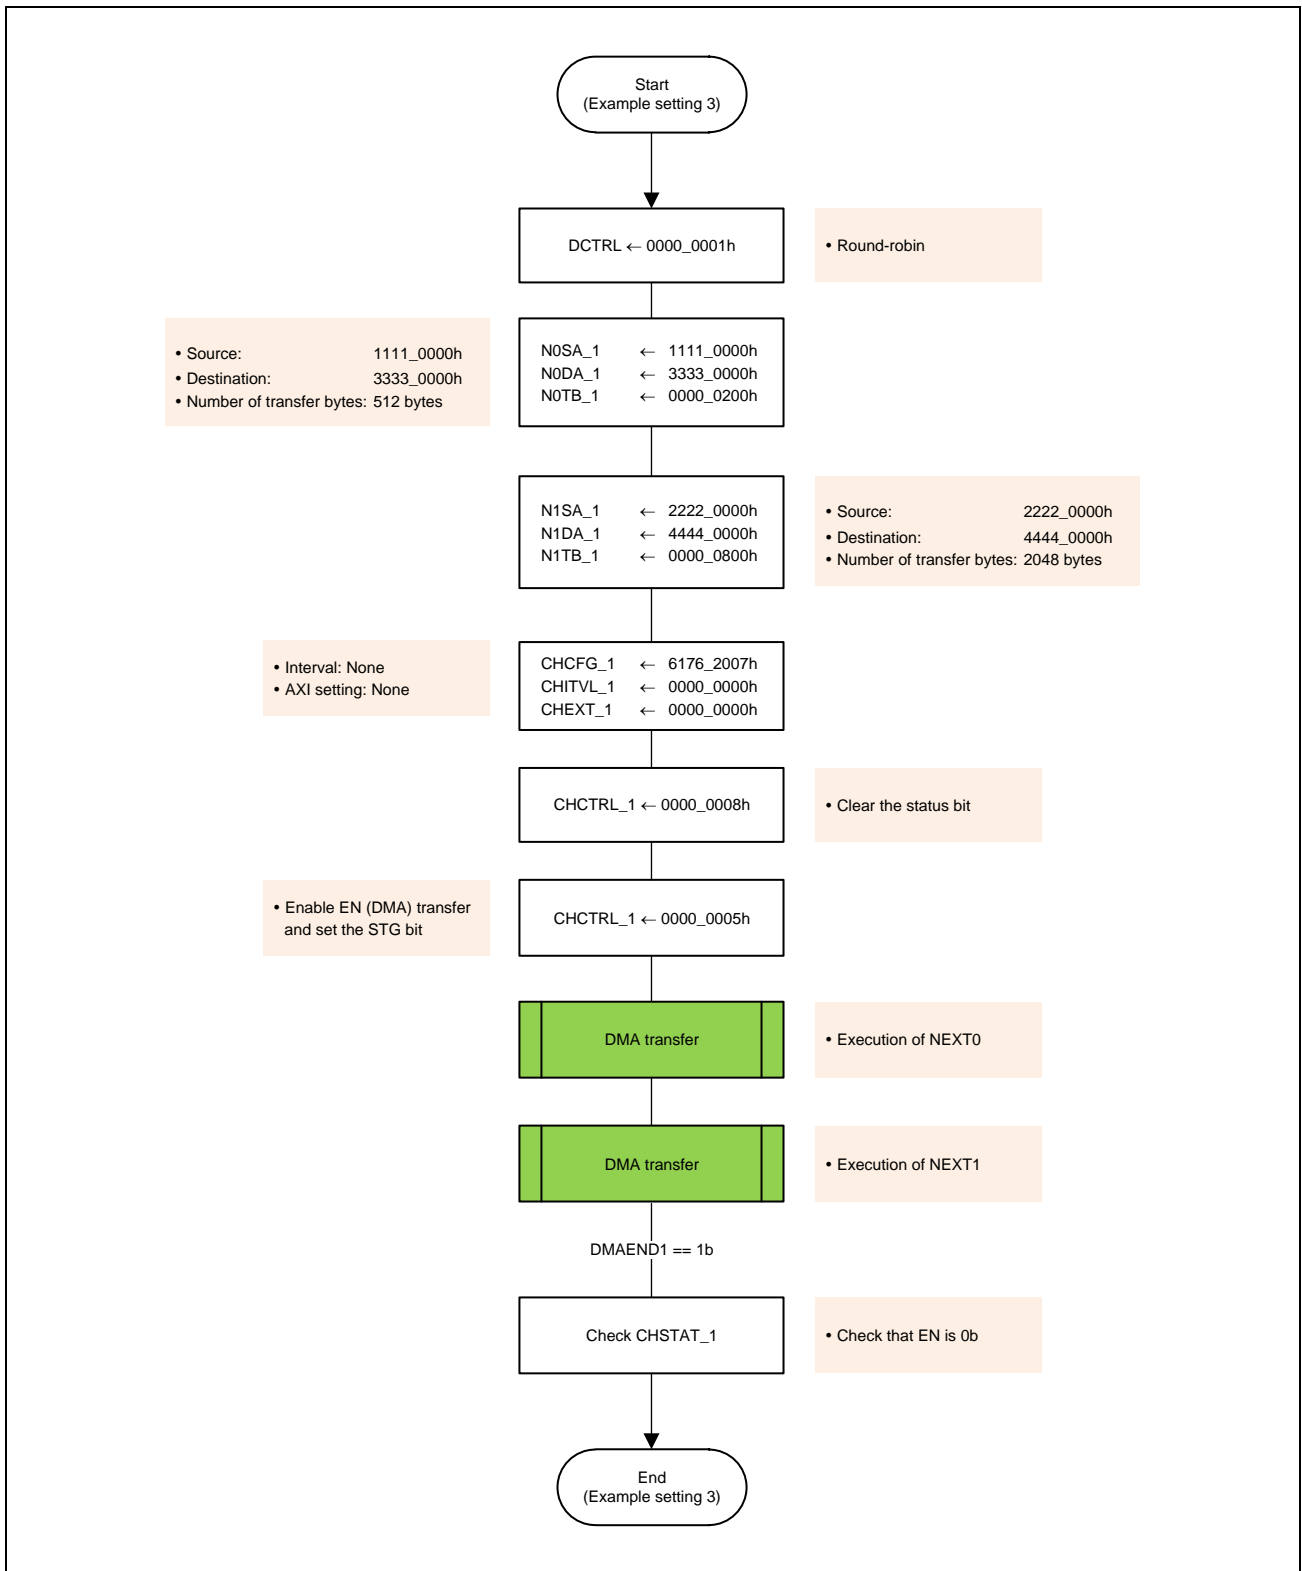 Start
(Example setting 3)
DCTRL ← 0000_0001h
• Round-robin
• Source: 1111_0000h
• Destination: 3333_0000h
• Number of transfer bytes: 512 bytes
N0SA_1 ← 1111_0000h
N0DA_1 ← 3333_0000h
N0TB_1 ← 0000_0200h
N1SA_1 ← 2222_0000h
N1DA_1 ← 4444_0000h
N1TB_1 ← 0000_0800h
• Source: 2222_0000h
• Destination: 4444_0000h
• Number of transfer bytes: 2048 bytes
• Interval: None
• AXI setting: None
CHCFG_1 ← 6176_2007h
CHITVL_1 ← 0000_0000h
CHEXT_1 ← 0000_0000h
CHCTRL_1 ← 0000_0008h
• Clear the status bit
• Enable EN (DMA) transfer
and set the STG bit
CHCTRL_1 ← 0000_0005h
DMA transfer
• Execution of NEXT0
DMA transfer
• Execution of NEXT1
DMAEND1 == 1b
Check CHSTAT_1
• Check that EN is 0b
End
(Example setting 3)